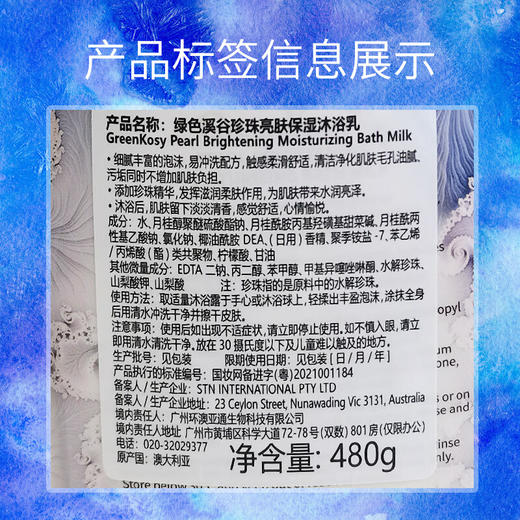 产品标签信息展示
产品名称：绿色溪谷珍珠亮肤保湿沐浴乳
GreenKosy Pearl Brightening Moisturizing Bath Milk
• 细腻丰富的泡沫，易冲洗配方，触感柔滑舒适，清洁净化肌肤毛孔油腻、
污垢同时不增加肌肤负担。
• 添加珍珠精华，发挥滋润柔肤作用，为肌肤带来水润亮泽。
• 沐浴后，肌肤留下淡淡清香，感觉舒适，心情愉悦。
成分：水、月桂醇聚醚硫酸酯钠、月桂酰胺丙基羟磺基甜菜碱、月桂酰两
性基乙酸钠、氯化钠、椰油酰胺 DEA、（日用）香精、聚季铵盐 -7、苯乙烯
/ 丙烯酸（酯）类共聚物、柠檬酸、甘油
其他微量成分：EDTA 二钠、丙二醇、苯甲醇、甲基异噻唑啉酮、水解珍珠、
山梨酸钾、山梨酸 注：珍珠指的是原料中的水解珍珠。
使用方法：取适量沐浴露于手心或沐浴球上，轻揉出丰盈泡沫，涂抹全身
后用清水冲洗干净并擦干皮肤。
注意事项：使用后如出现不适症状，请立即停止使用。如不慎入眼，请立
即用清水清洗干净。放在 30 摄氏度以下及儿童难以触及的地方。
生产批号：见包装 限期使用日期：见包装 [ 日 / 月 / 年 ]
产品执行的标准编号：国妆网备进字（粤）2021001184
备案人 / 生产企业：STN INTERNATIONAL PTY LTD
备案人 / 生产企业地址：23 Ceylon Street, Nunawading Vic 3131, Australia
境内责任人：广州环澳亚通生物科技有限公司
境内责任人地址：广州市黄埔区科学大道 72-78 号（双数）801 房（仅限办公）
电话：020-32029377
原产国：澳大利亚
净含量：480g